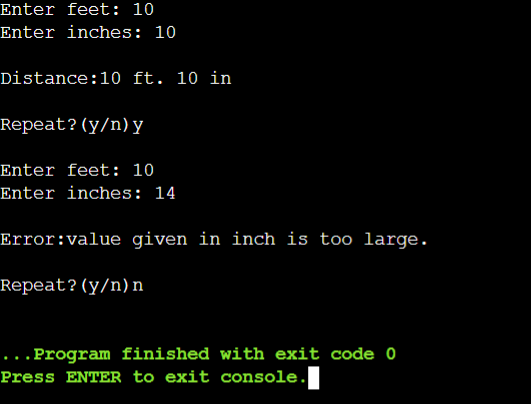 Enter feet: 10
Enter inches: 10
Distance:10 ft. 10 in
Repeat?(y/n)y
Enter feet: 10
Enter inches: 14
Error:value given in inch is too large.
Repeat?(y/n)n
...Program finished with exit code 0
Press ENTER to exit console.